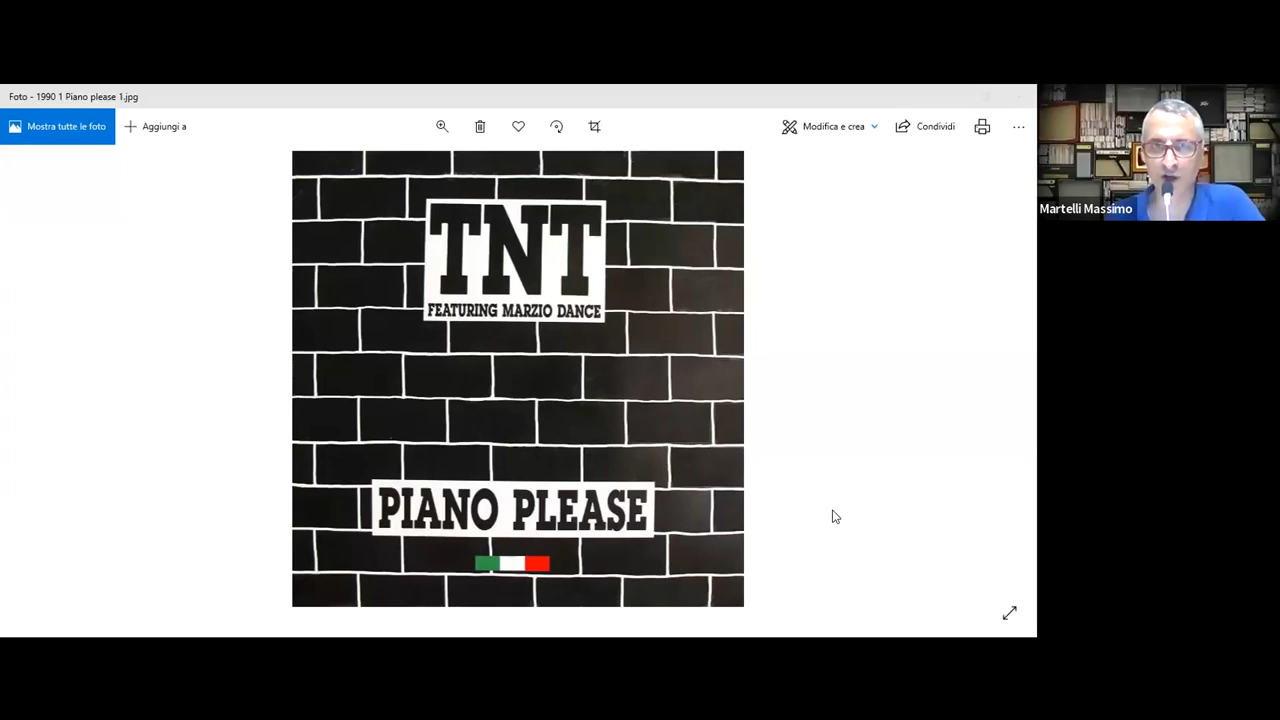 Foto - 1990 1 Piano please 1.jpg
Mostra tutte le foto
Aggiungi a
Modifica e crea
Condividi
TNT
FEATURING MARZIO DANCE
PIANO PLEASE
Martelli Massimo